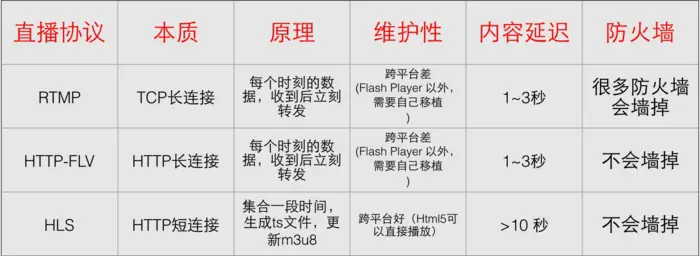 直播协议 本质 原理 维护性 内容延迟 防火墙
RTMP
TCP长连接
每个时刻的数
据，收到后立刻
转发
跨平台差
(Flash Player 以外，
需要自己移植
)
1~3秒
很多防火墙
会墙掉
HTTP-FLV
HTTP长连接
每个时刻的数
据，收到后立刻
转发
跨平台差
(Flash Player 以外，
需要自己移植
)
1~3秒
不会墙掉
HLS
HTTP短连接
集合一段时间，
生成ts文件，更
新m3u8
跨平台好（Html5可
以直接播放）
>10 秒
不会墙掉